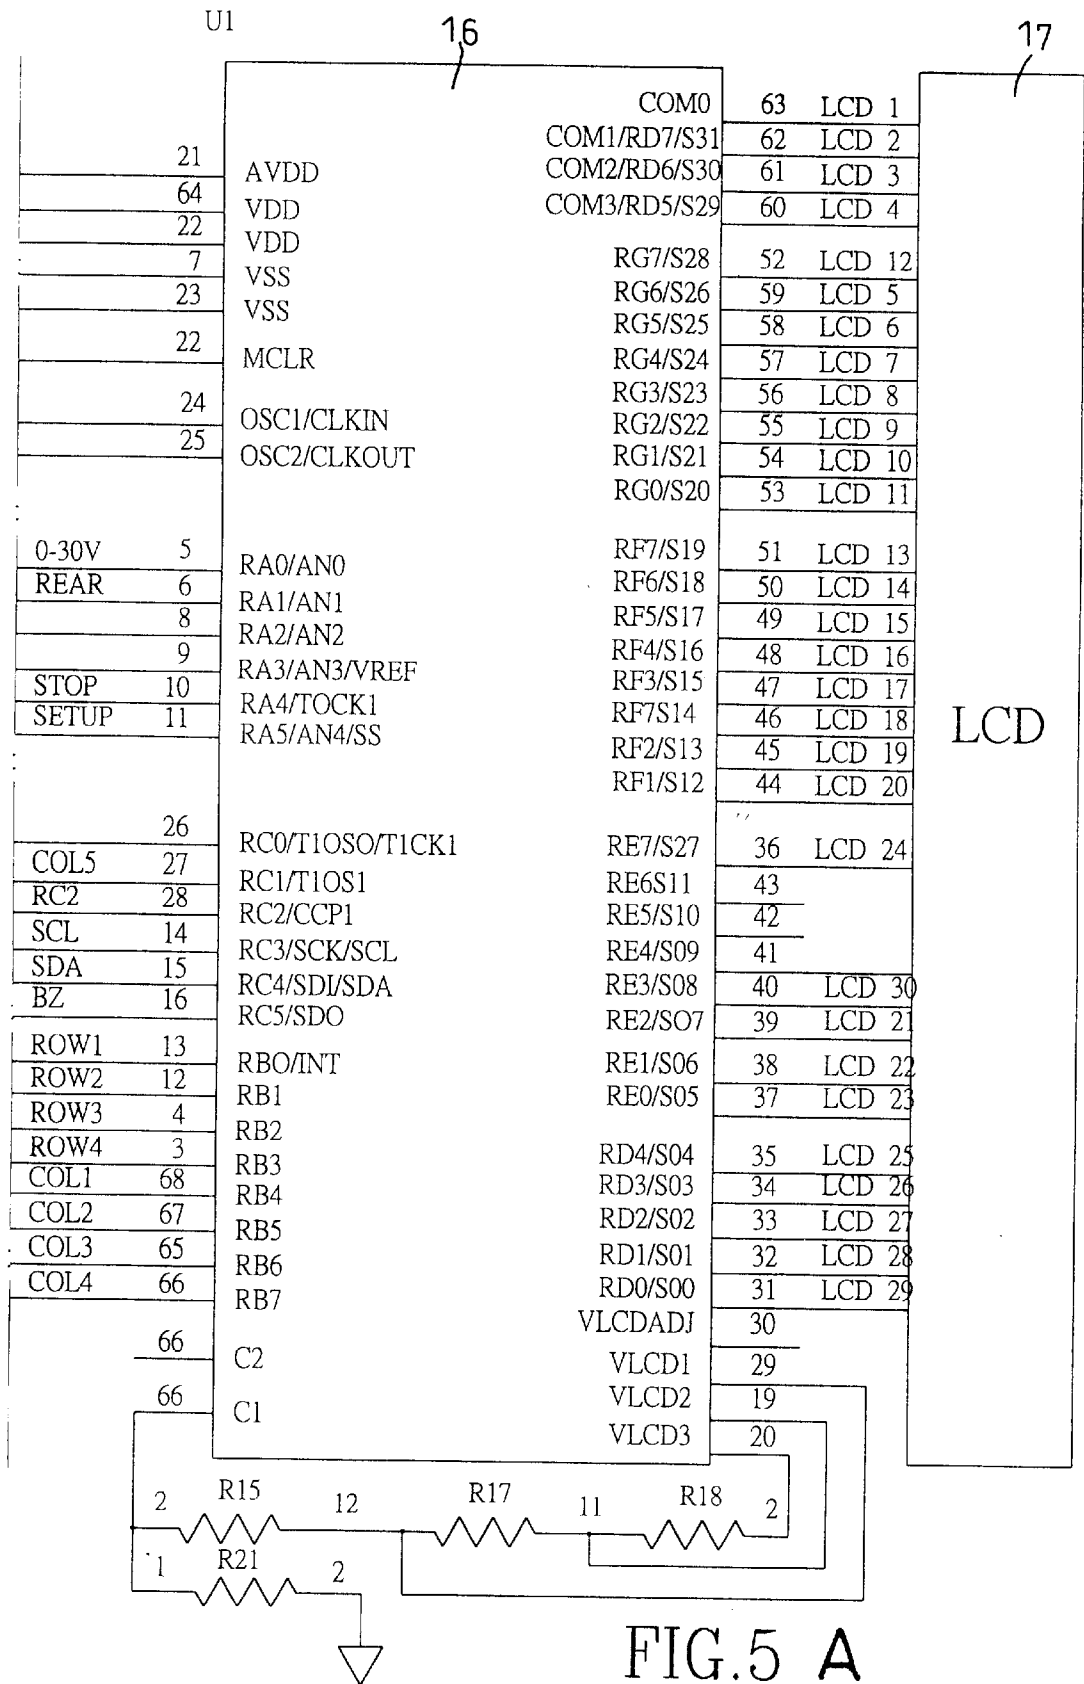 U1
16
17
COM0 63 LCD 1
COM1/RD7/S31 62 LCD 2
21 AVDD COM2/RD6/S30 61 LCD 3
64 VDD COM3/RD5/S29 60 LCD 4
22 VDD
7 VSS RG7/S28 52 LCD 12
23 VSS RG6/S26 59 LCD 5
RG5/S25 58 LCD 6
22 MCLR RG4/S24 57 LCD 7
RG3/S23 56 LCD 8
24 OSC1/CLKIN RG2/S22 55 LCD 9
25 OSC2/CLKOUT RG1/S21 54 LCD 10
RG0/S20 53 LCD 11
0-30V 5 RA0/AN0 RF7/S19 51 LCD 13
REAR 6 RA1/AN1 RF6/S18 50 LCD 14
8 RA2/AN2 RF5/S17 49 LCD 15
9 RA3/AN3/VREF RF4/S16 48 LCD 16
STOP 10 RA4/TOCK1 RF3/S15 47 LCD 17
SETUP 11 RA5/AN4/SS RF7S14 46 LCD 18
LCD
RF2/S13 45 LCD 19
RF1/S12 44 LCD 20
26 RC0/T1OSO/T1CK1 RE7/S27 36 LCD 24
COL5 27 RC1/T1OS1 RE6S11 43
RC2 28 RC2/CCP1 RE5/S10 42
SCL 14 RC3/SCK/SCL RE4/S09 41
SDA 15 RC4/SDI/SDA RE3/S08 40 LCD 30
BZ 16 RC5/SDO RE2/SO7 39 LCD 21
ROW1 13 RBO/INT RE1/S06 38 LCD 22
ROW2 12 RB1 RE0/S05 37 LCD 23
ROW3 4 RB2
ROW4 3 RB3 RD4/S04 35 LCD 25
COL1 68 RB4 RD3/S03 34 LCD 26
COL2 67 RB5 RD2/S02 33 LCD 27
COL3 65 RB6 RD1/S01 32 LCD 28
COL4 66 RB7 RD0/S00 31 LCD 29
VLCDADJ 30
66 C2 VLCD1 29
66 C1 VLCD2 19
VLCD3 20
2 R15 12 R17 11 R18 2
1 R21 2
FIG.5 A